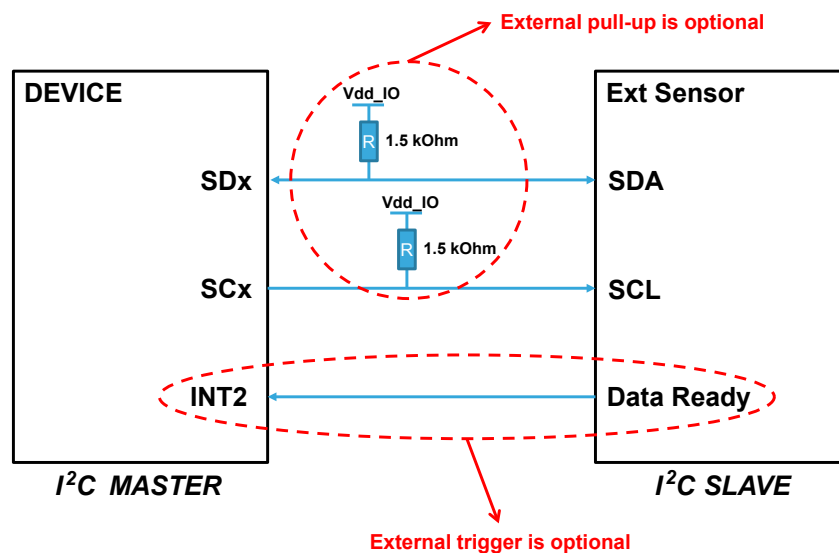 External pull-up is optional
DEVICE
Ext Sensor
Vdd_IO
R
1.5 kOhm
SDx
SDA
Vdd_IO
R
1.5 kOhm
SCx
SCL
INT2
Data Ready
I²C MASTER
I²C SLAVE
External trigger is optional